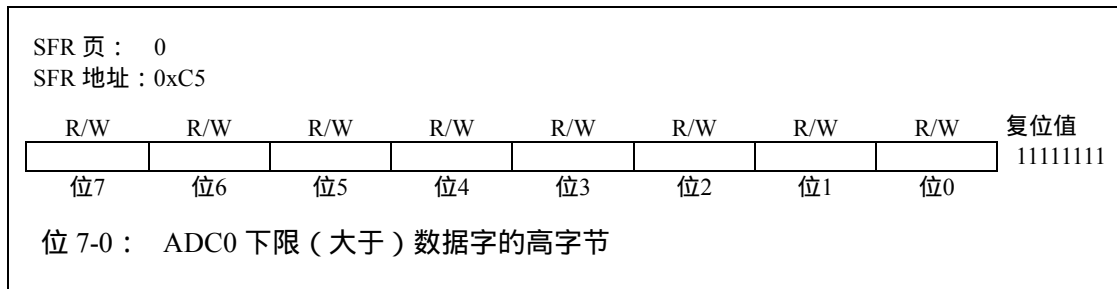 SFR 页： 0
SFR 地址：0xC5
R/W R/W R/W R/W R/W R/W R/W R/W 复位值
11111111
位7 位6 位5 位4 位3 位2 位1 位0
位 7-0： ADC0 下限（大于）数据字的高字节